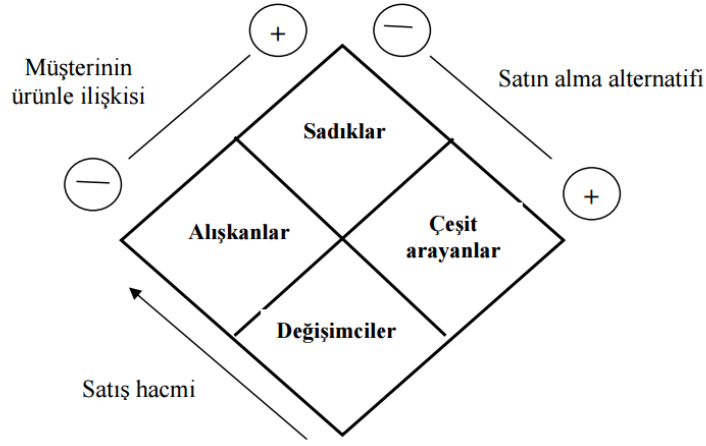 +
—
Müşterinin
ürünle ilişkisi
Satın alma alternatifi
Sadıklar
—
+
Alışkanlar
Çeşit
arayanlar
Değişimciler
Satış hacmi